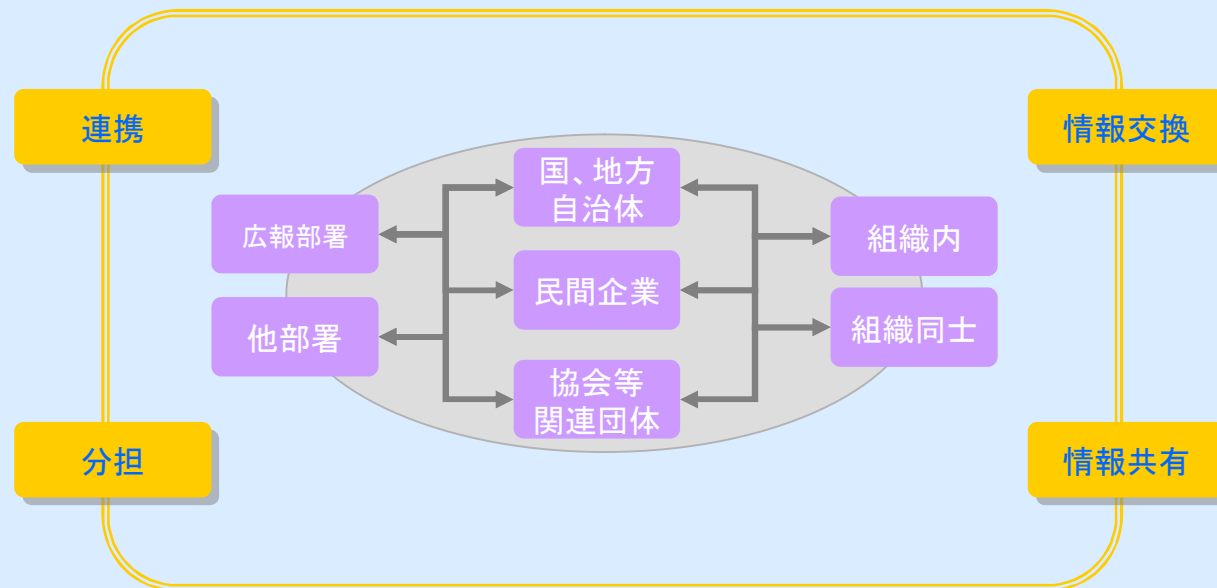 連携
情報交換
国、地方
自治体
広報部署
組織内
民間企業
他部署
組織同士
協会等
関連団体
分担
情報共有